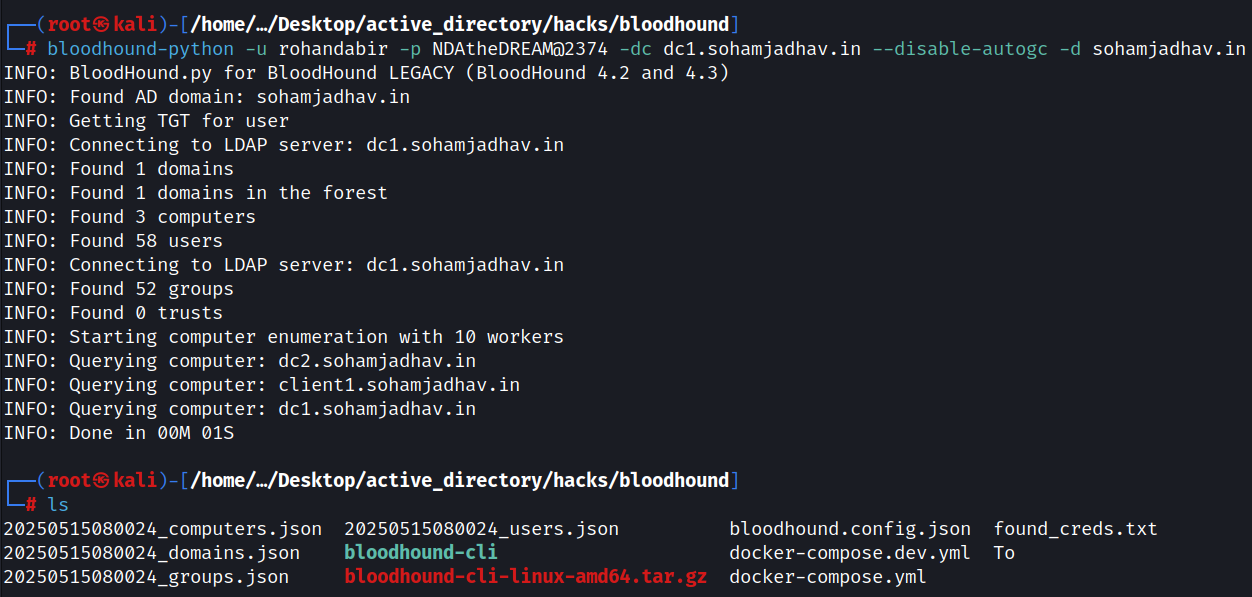 ┌──(root㉿kali)-[/home/…/Desktop/active_directory/hacks/bloodhound]
└─# bloodhound-python -u rohandabir -p NDAtheDREAM@2374 -dc dc1.sohamjadhav.in --disable-autogc -d sohamjadhav.in
INFO: BloodHound.py for BloodHound LEGACY (BloodHound 4.2 and 4.3)
INFO: Found AD domain: sohamjadhav.in
INFO: Getting TGT for user
INFO: Connecting to LDAP server: dc1.sohamjadhav.in
INFO: Found 1 domains
INFO: Found 1 domains in the forest
INFO: Found 3 computers
INFO: Found 58 users
INFO: Connecting to LDAP server: dc1.sohamjadhav.in
INFO: Found 52 groups
INFO: Found 0 trusts
INFO: Starting computer enumeration with 10 workers
INFO: Querying computer: dc2.sohamjadhav.in
INFO: Querying computer: client1.sohamjadhav.in
INFO: Querying computer: dc1.sohamjadhav.in
INFO: Done in 00M 01S
┌──(root㉿kali)-[/home/…/Desktop/active_directory/hacks/bloodhound]
└─# ls
20250515080024_computers.json  20250515080024_users.json          bloodhound.config.json  found_creds.txt
20250515080024_domains.json    bloodhound-cli                     docker-compose.dev.yml  To
20250515080024_groups.json     bloodhound-cli-linux-amd64.tar.gz  docker-compose.yml